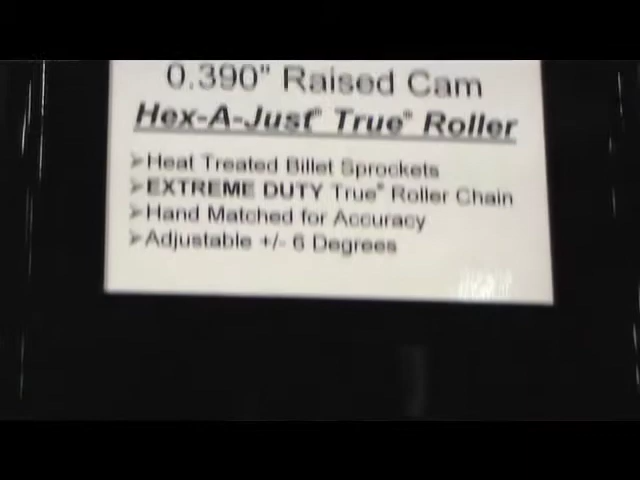 0.390" Raised Cam
Hex-A-Just® True® Roller
➢Heat Treated Billet Sprockets
➢EXTREME DUTY True® Roller Chain
➢Hand Matched for Accuracy
➢Adjustable +/- 6 Degrees